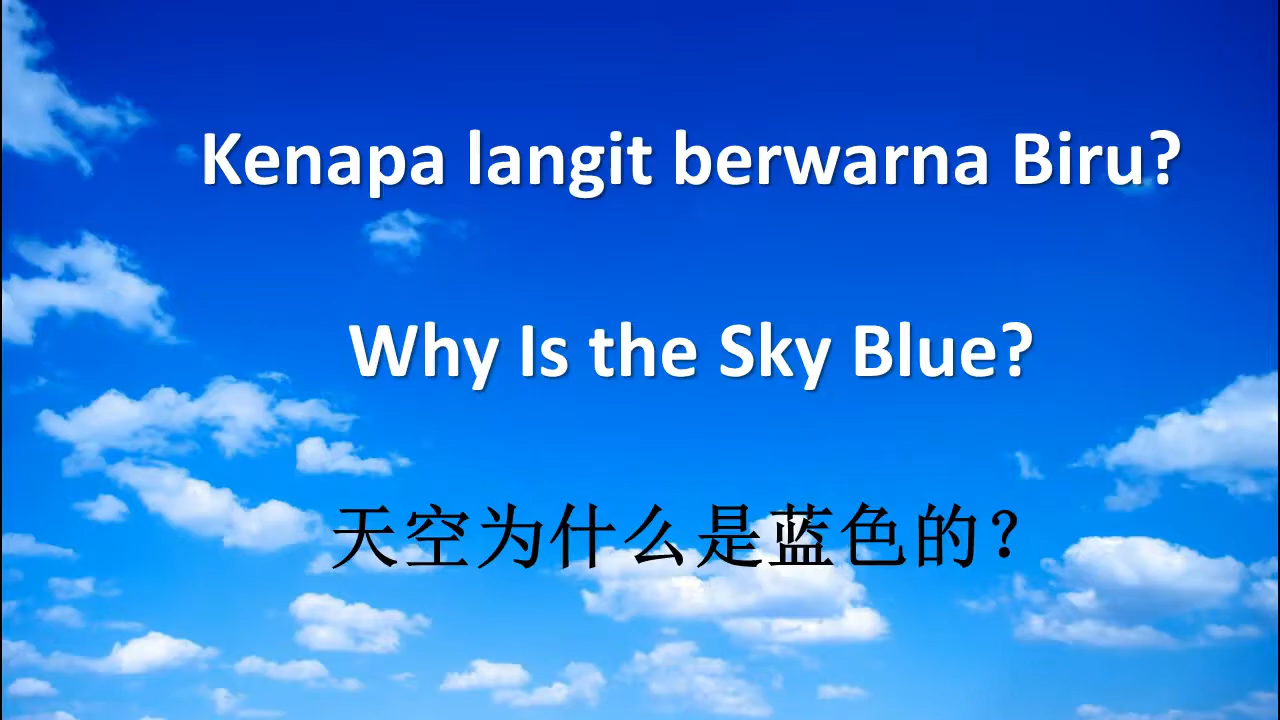 Kenapa langit berwarna Biru?
Why Is the Sky Blue?
天空为什么是蓝色的？